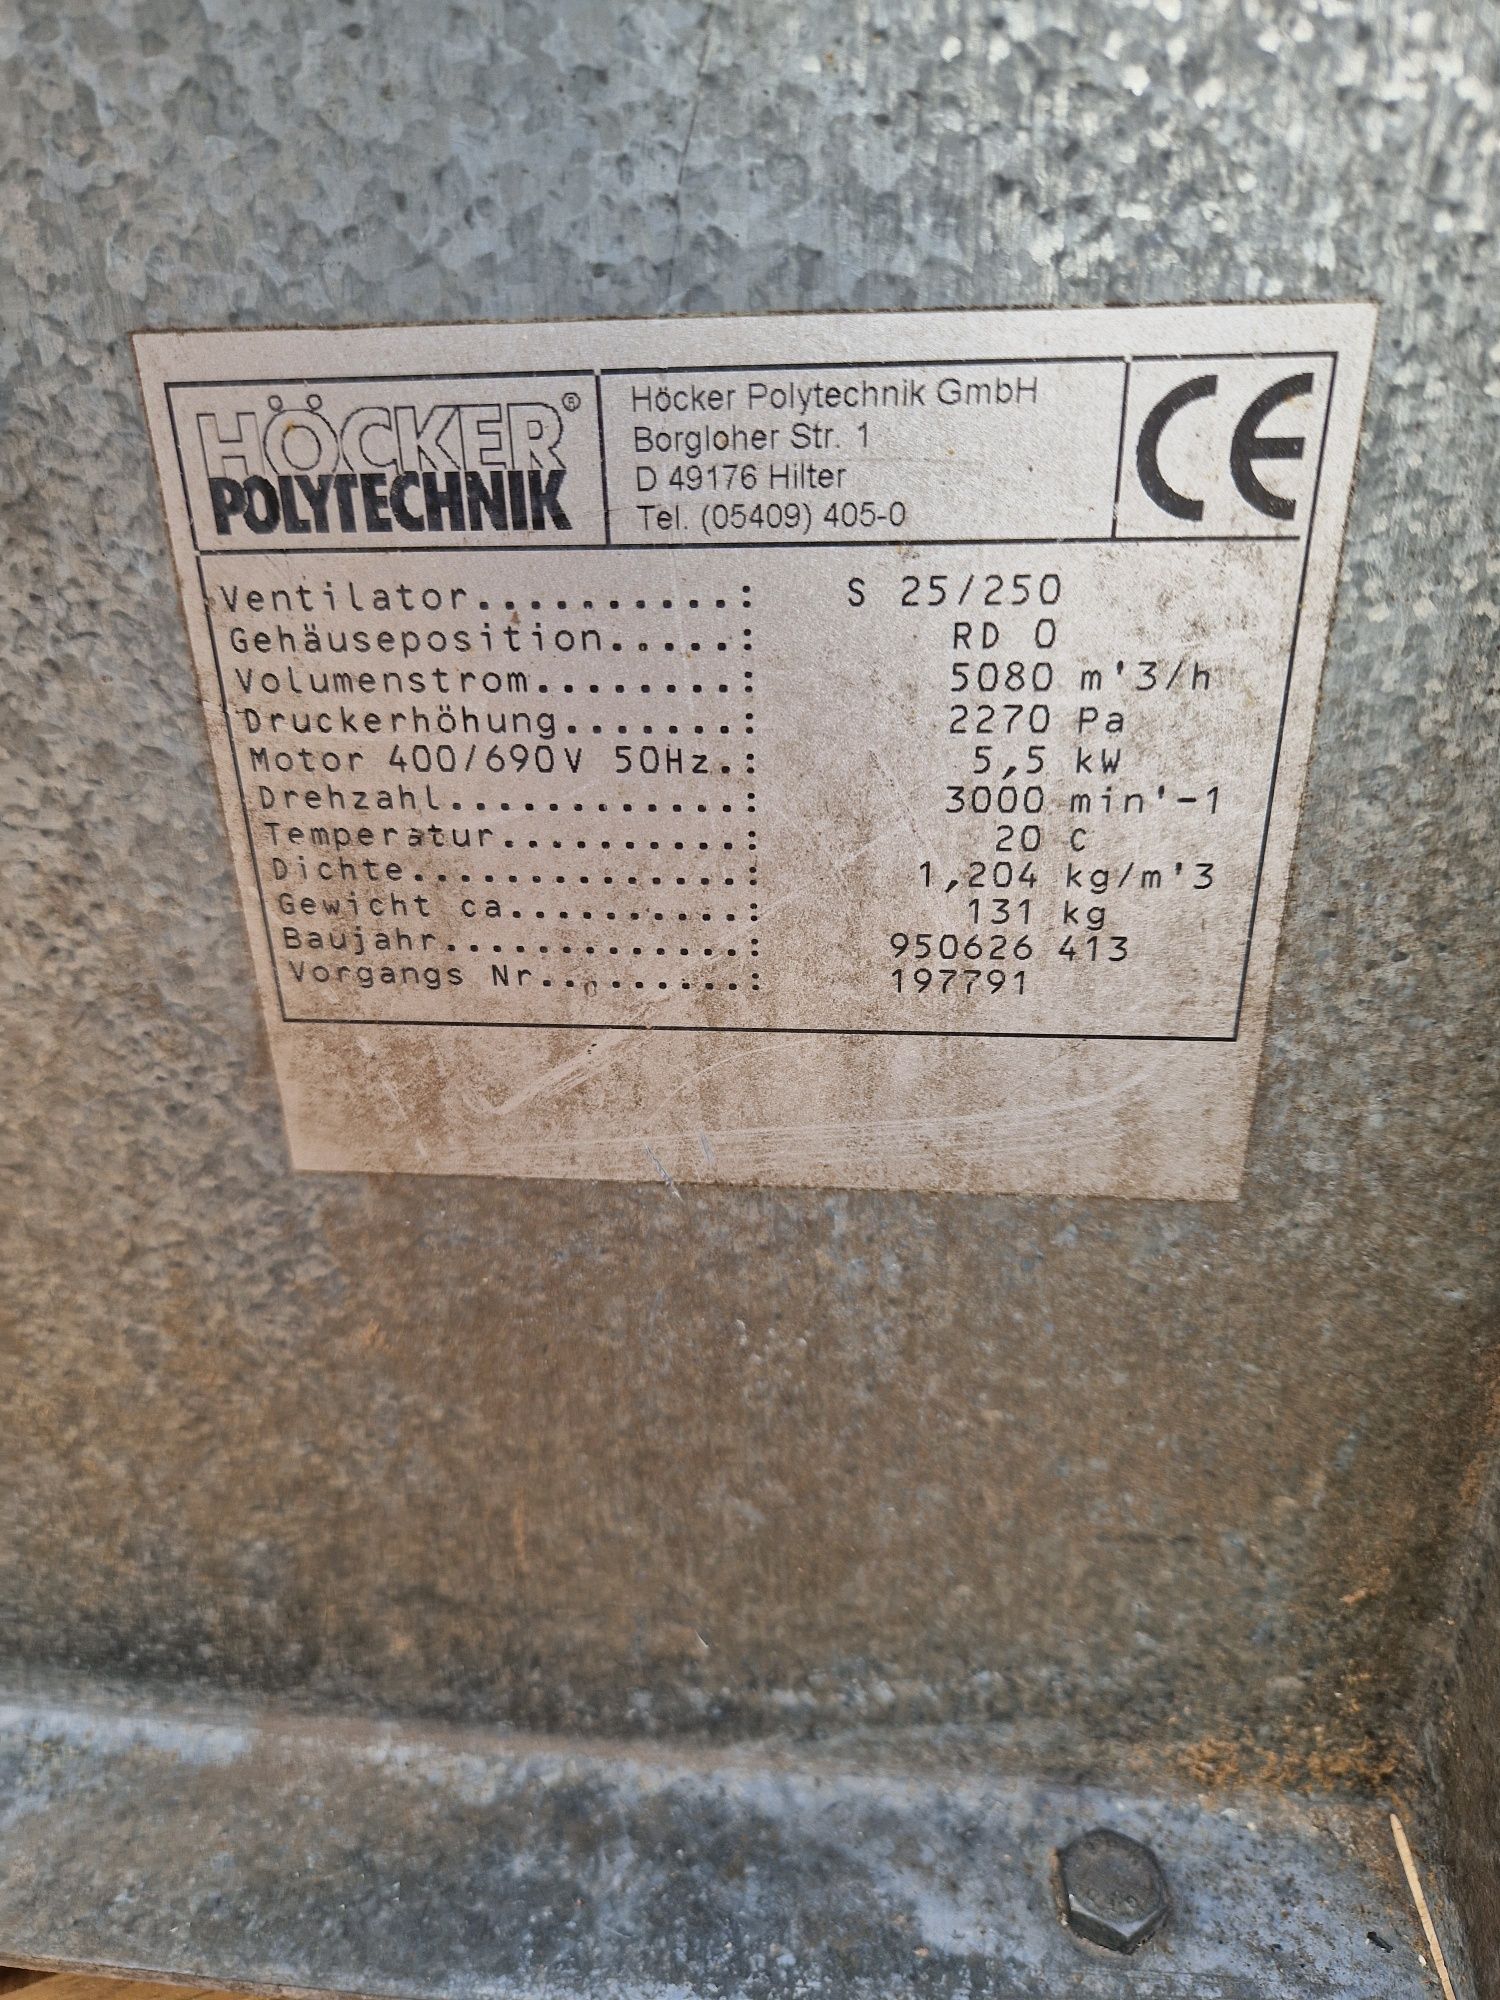 HÖCKER®
POLYTECHNIK
Höcker Polytechnik GmbH
Borgloher Str. 1
D 49176 Hilter
Tel. (05409) 405-0
CE
Ventilator..........: S 25/250
Gehäuseposition.....: RD 0
Volumenstrom........: 5080 m'3/h
Druckerhöhung.......: 2270 Pa
Motor 400/690V 50Hz.: 5,5 kW
Drehzahl............: 3000 min'-1
Temperatur..........: 20 C
Dichte..............: 1,204 kg/m'3
Gewicht ca..........: 131 kg
Baujahr.............: 950626 413
Vorgangs Nr.........: 197791